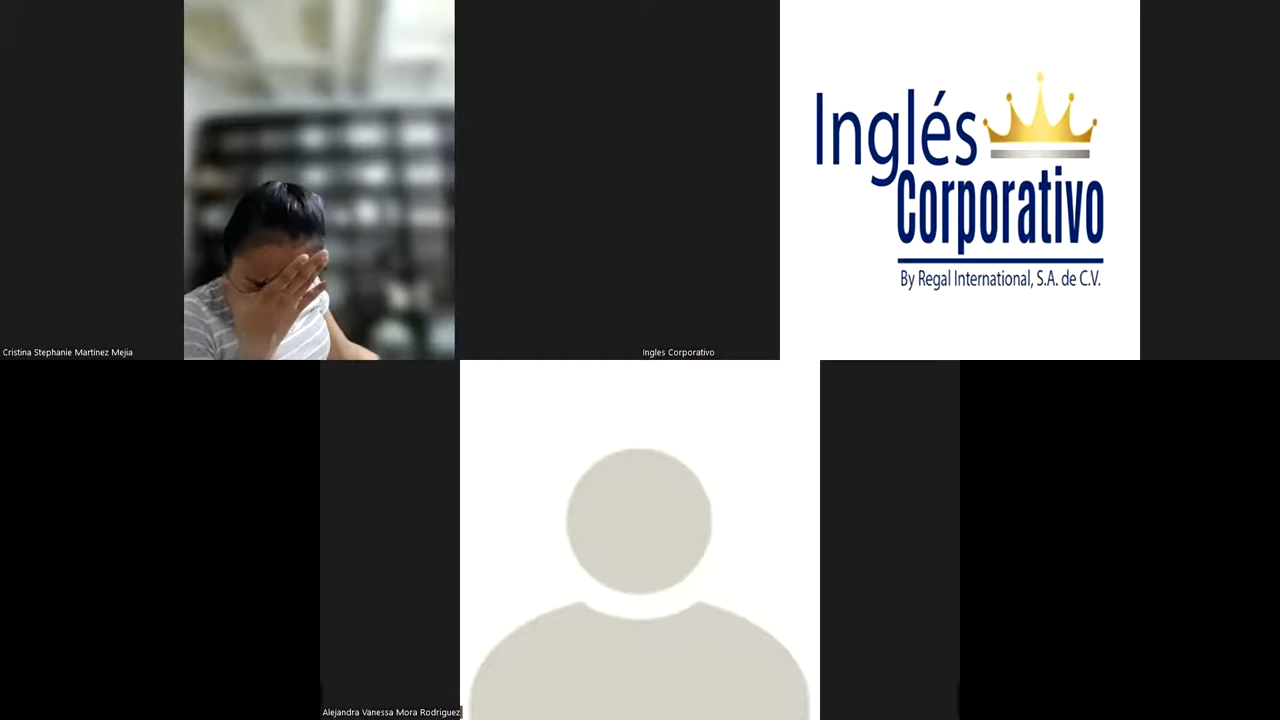 Inglés
Corporativo
By Regal International, S.A. de C.V.
Cristina Stephanie Martinez Mejia
Ingles Corporativo
Alejandra Vanessa Mora Rodriguez